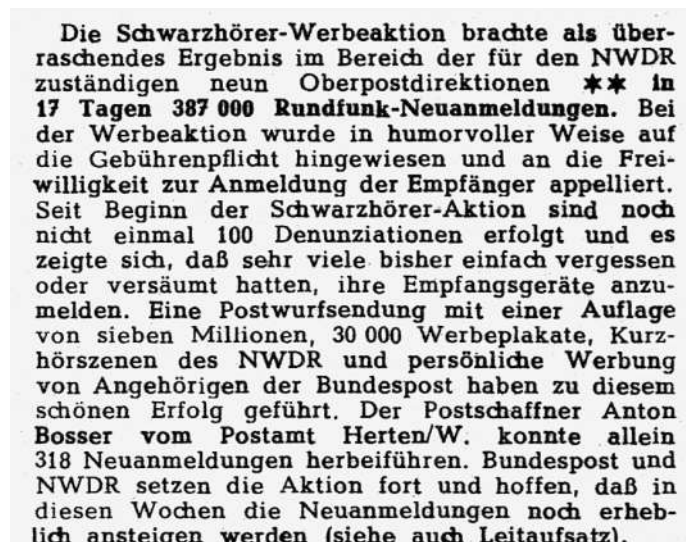 Die Schwarzhörer-Werbeaktion brachte als über-
raschendes Ergebnis im Bereich der für den NWDR
zuständigen neun Oberpostdirektionen ** in
17 Tagen 387 000 Rundfunk-Neuanmeldungen. Bei
der Werbeaktion wurde in humorvoller Weise auf
die Gebührenpflicht hingewiesen und an die Frei-
willigkeit zur Anmeldung der Empfänger appelliert.
Seit Beginn der Schwarzhörer-Aktion sind noch
nicht einmal 100 Denunziationen erfolgt und es
zeigte sich, daß sehr viele bisher einfach vergessen
oder versäumt hatten, ihre Empfangsgeräte anzu-
melden. Eine Postwurfsendung mit einer Auflage
von sieben Millionen, 30 000 Werbeplakate, Kurz-
hörszenen des NWDR und persönliche Werbung
von Angehörigen der Bundespost haben zu diesem
schönen Erfolg geführt. Der Postschaffner Anton
Bosser vom Postamt Herten/W. konnte allein
318 Neuanmeldungen herbeiführen. Bundespost und
NWDR setzen die Aktion fort und hoffen, daß in
diesen Wochen die Neuanmeldungen noch erheb-
lich ansteigen werden (siehe auch Leitaufsatz).